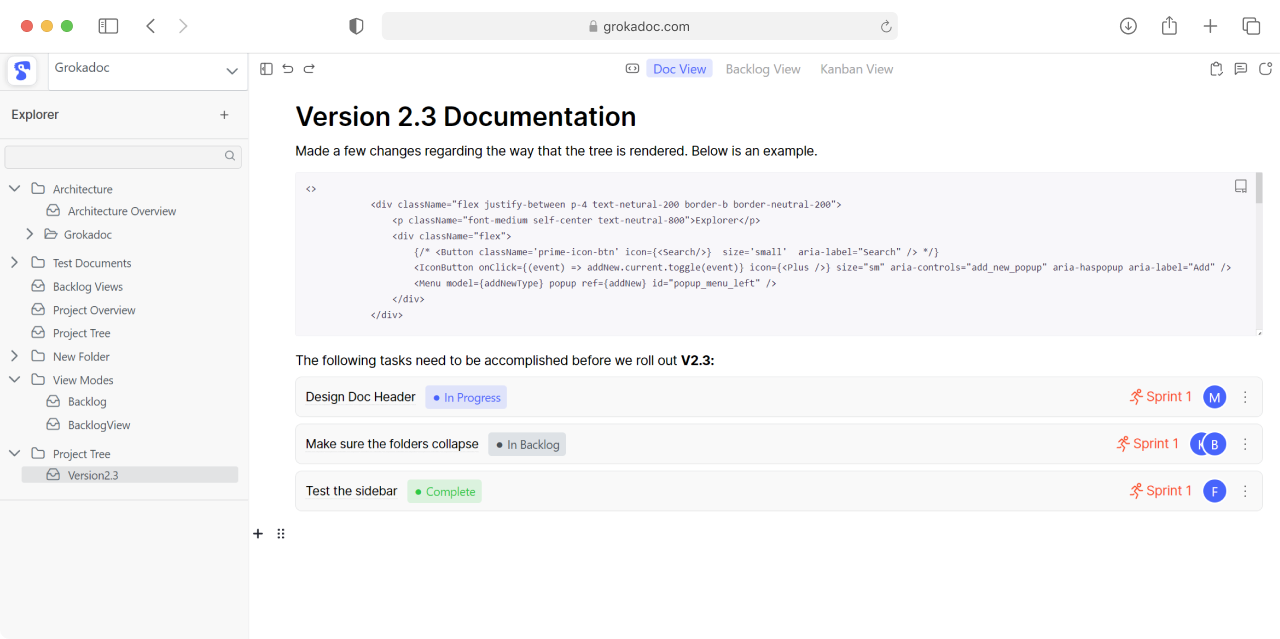 grokadoc.com
Grokadoc
Doc View
Backlog View
Kanban View
Explorer
Architecture
Architecture Overview
Grokadoc
Test Documents
Backlog Views
Project Overview
Project Tree
New Folder
View Modes
Backlog
BacklogView
Project Tree
Version2.3
Version 2.3 Documentation
Made a few changes regarding the way that the tree is rendered. Below is an example.
<>
<div className="flex justify-between p-4 text-netural-200 border-b border-neutral-200">
<p className="font-medium self-center text-neutral-800">Explorer</p>
<div className="flex">
{/* <Button className='prime-icon-btn' icon={<Search/>}  size='small'  aria-label="Search" /> */}
<IconButton onClick={(event) => addNew.current.toggle(event)} icon={<Plus />} size="sm" aria-controls="add_new_popup" aria-haspopup aria-label="Add" />
<Menu model={addNewType} popup ref={addNew} id="popup_menu_left" />
</div>
</div>
The following tasks need to be accomplished before we roll out V2.3:
Design Doc Header In Progress Sprint 1 M
Make sure the folders collapse In Backlog Sprint 1 B
Test the sidebar Complete Sprint 1 F